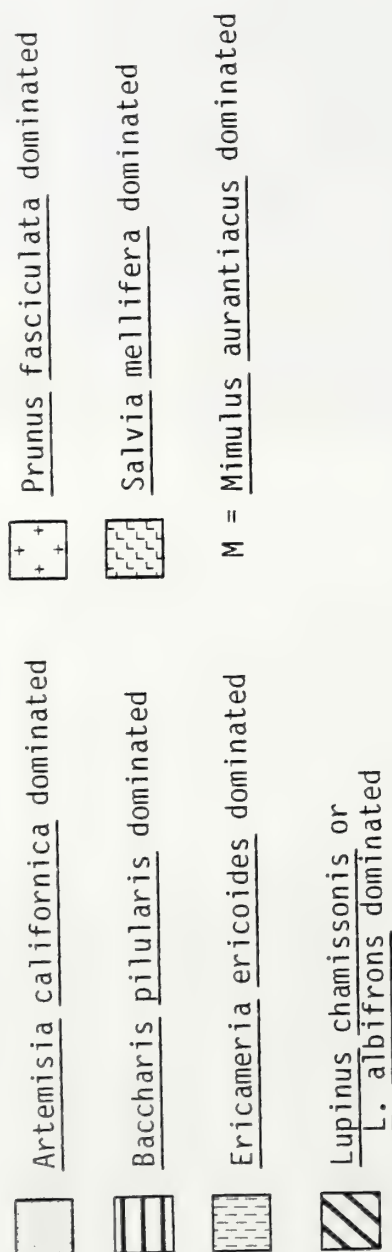 Artemisia californica dominated
Baccharis pilularis dominated
Ericameria ericoides dominated
Lupinus chamissonis or
L. albifrons dominated
Prunus fasciculata dominated
Salvia mellifera dominated
M = Mimulus aurantiacus dominated